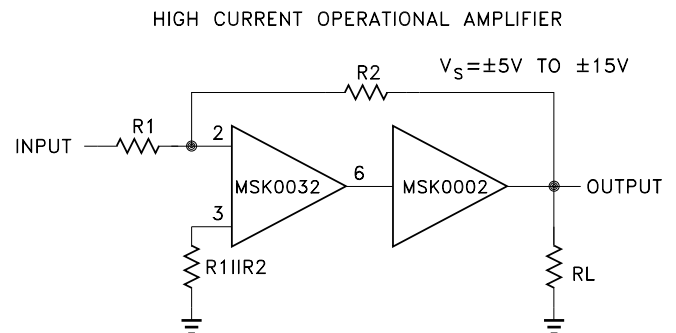 HIGH CURRENT OPERATIONAL AMPLIFIER
R2
VS=±5V TO ±15V
R1
INPUT
2
MSK0032
6
MSK0002
OUTPUT
3
R1IIR2
RL